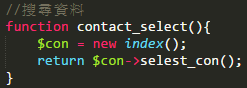 //搜尋資料
function contact_select(){
    $con = new index();
    return $con->selest_con();
}